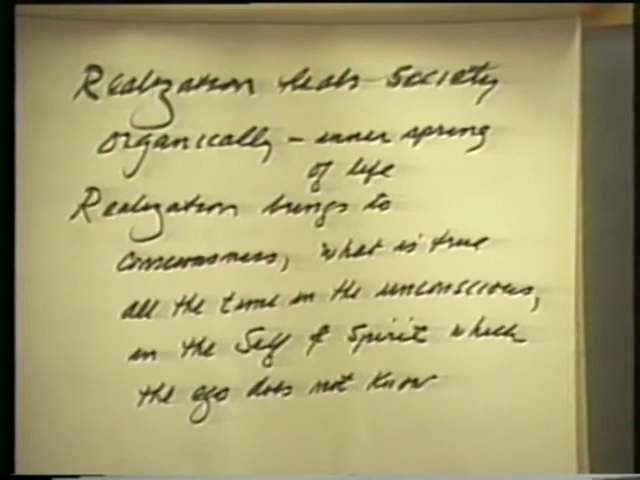 Realization heals society
organically – inner spring
of life
Realization brings to
consciousness, what is true
all the time in the unconscious,
in the Self & Spirit which
the ego does not know